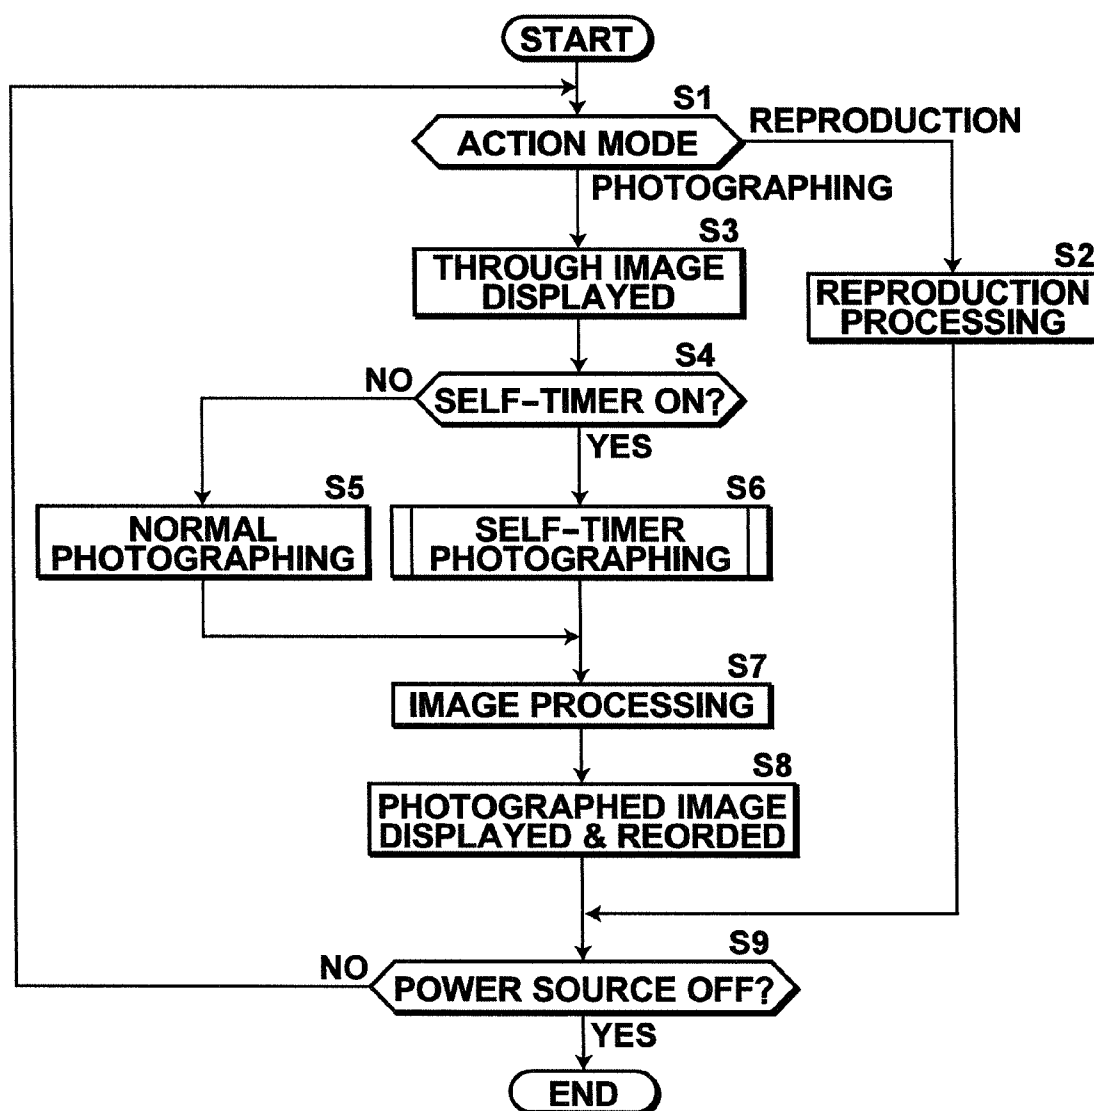 START
S1
ACTION MODE
REPRODUCTION
PHOTOGRAPHING
S3
THROUGH IMAGE
DISPLAYED
S2
REPRODUCTION
PROCESSING
S4
NO
SELF-TIMER ON?
YES
S5
NORMAL
PHOTOGRAPHING
S6
SELF-TIMER
PHOTOGRAPHING
S7
IMAGE PROCESSING
S8
PHOTOGRAPHED IMAGE
DISPLAYED & REORDED
S9
NO
POWER SOURCE OFF?
YES
END